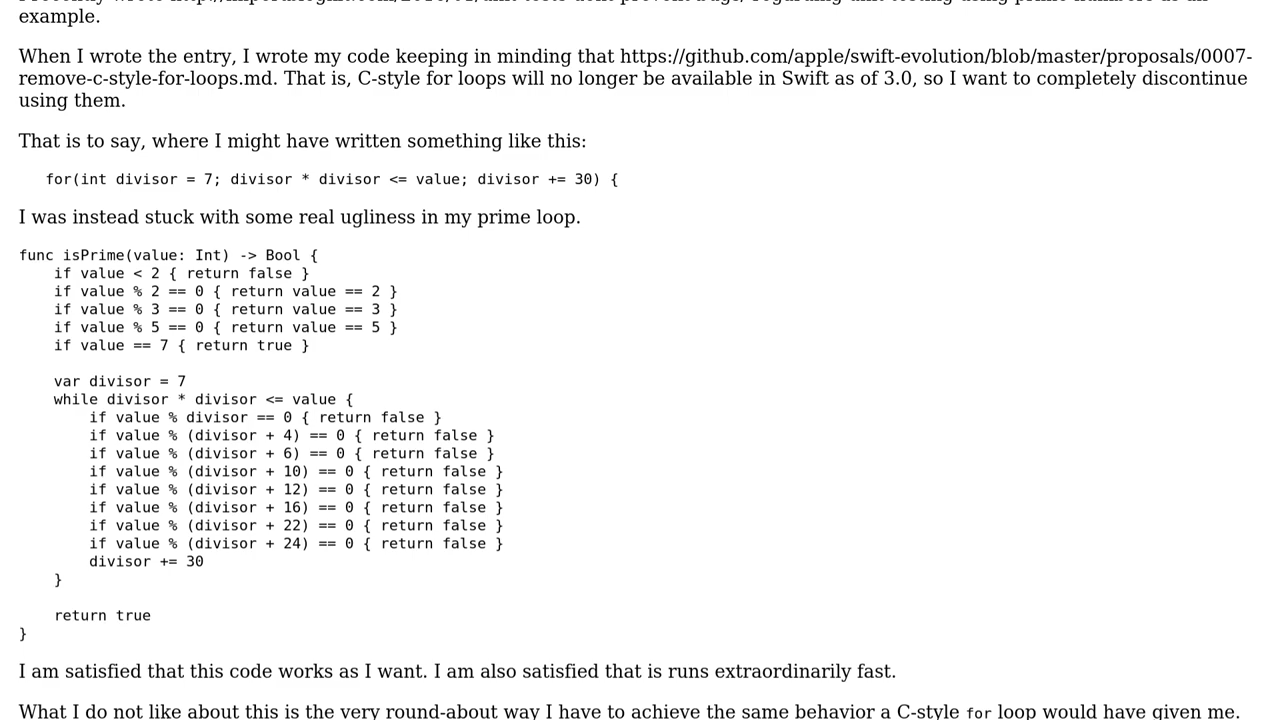 example.
When I wrote the entry, I wrote my code keeping in minding that https://github.com/apple/swift-evolution/blob/master/proposals/0007-
remove-c-style-for-loops.md. That is, C-style for loops will no longer be available in Swift as of 3.0, so I want to completely discontinue
using them.
That is to say, where I might have written something like this:
for(int divisor = 7; divisor * divisor <= value; divisor += 30) {
I was instead stuck with some real ugliness in my prime loop.
func isPrime(value: Int) -> Bool {
    if value < 2 { return false }
    if value % 2 == 0 { return value == 2 }
    if value % 3 == 0 { return value == 3 }
    if value % 5 == 0 { return value == 5 }
    if value == 7 { return true }
    var divisor = 7
    while divisor * divisor <= value {
        if value % divisor == 0 { return false }
        if value % (divisor + 4) == 0 { return false }
        if value % (divisor + 6) == 0 { return false }
        if value % (divisor + 10) == 0 { return false }
        if value % (divisor + 12) == 0 { return false }
        if value % (divisor + 16) == 0 { return false }
        if value % (divisor + 22) == 0 { return false }
        if value % (divisor + 24) == 0 { return false }
        divisor += 30
    }
    return true
}
I am satisfied that this code works as I want. I am also satisfied that is runs extraordinarily fast.
What I do not like about this is the very round-about way I have to achieve the same behavior a C-style for loop would have given me.